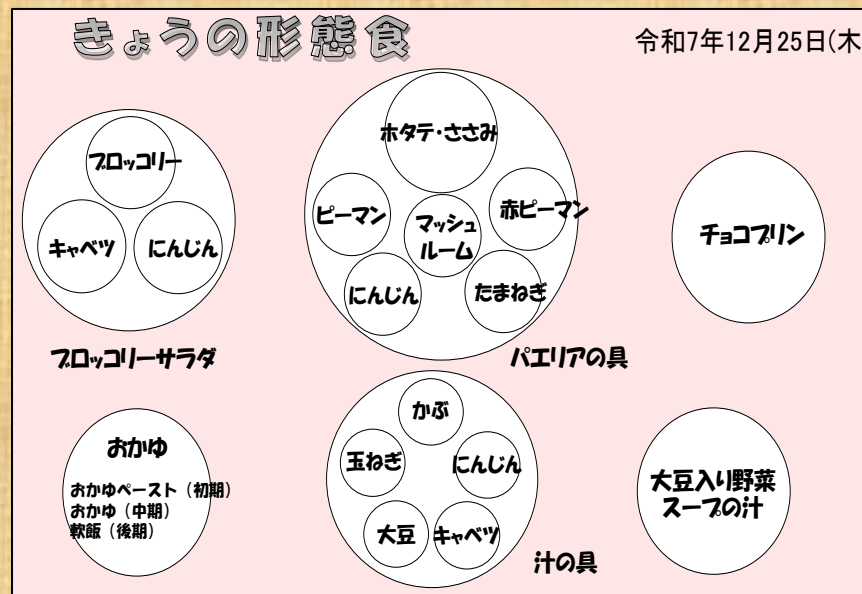 きょうの形態食
令和7年12月25日(木
ブロッコリー
キャベツ
にんじん
ブロッコリーサラダ
ホタテ・ささみ
ピーマン
マッシュ
ルーム
赤ピーマン
にんじん
たまねぎ
パエリアの具
チョコプリン
おかゆ
おかゆペースト（初期）
おかゆ（中期）
軟飯（後期）
かぶ
玉ねぎ
にんじん
大豆
キャベツ
汁の具
大豆入り野菜
スープの汁